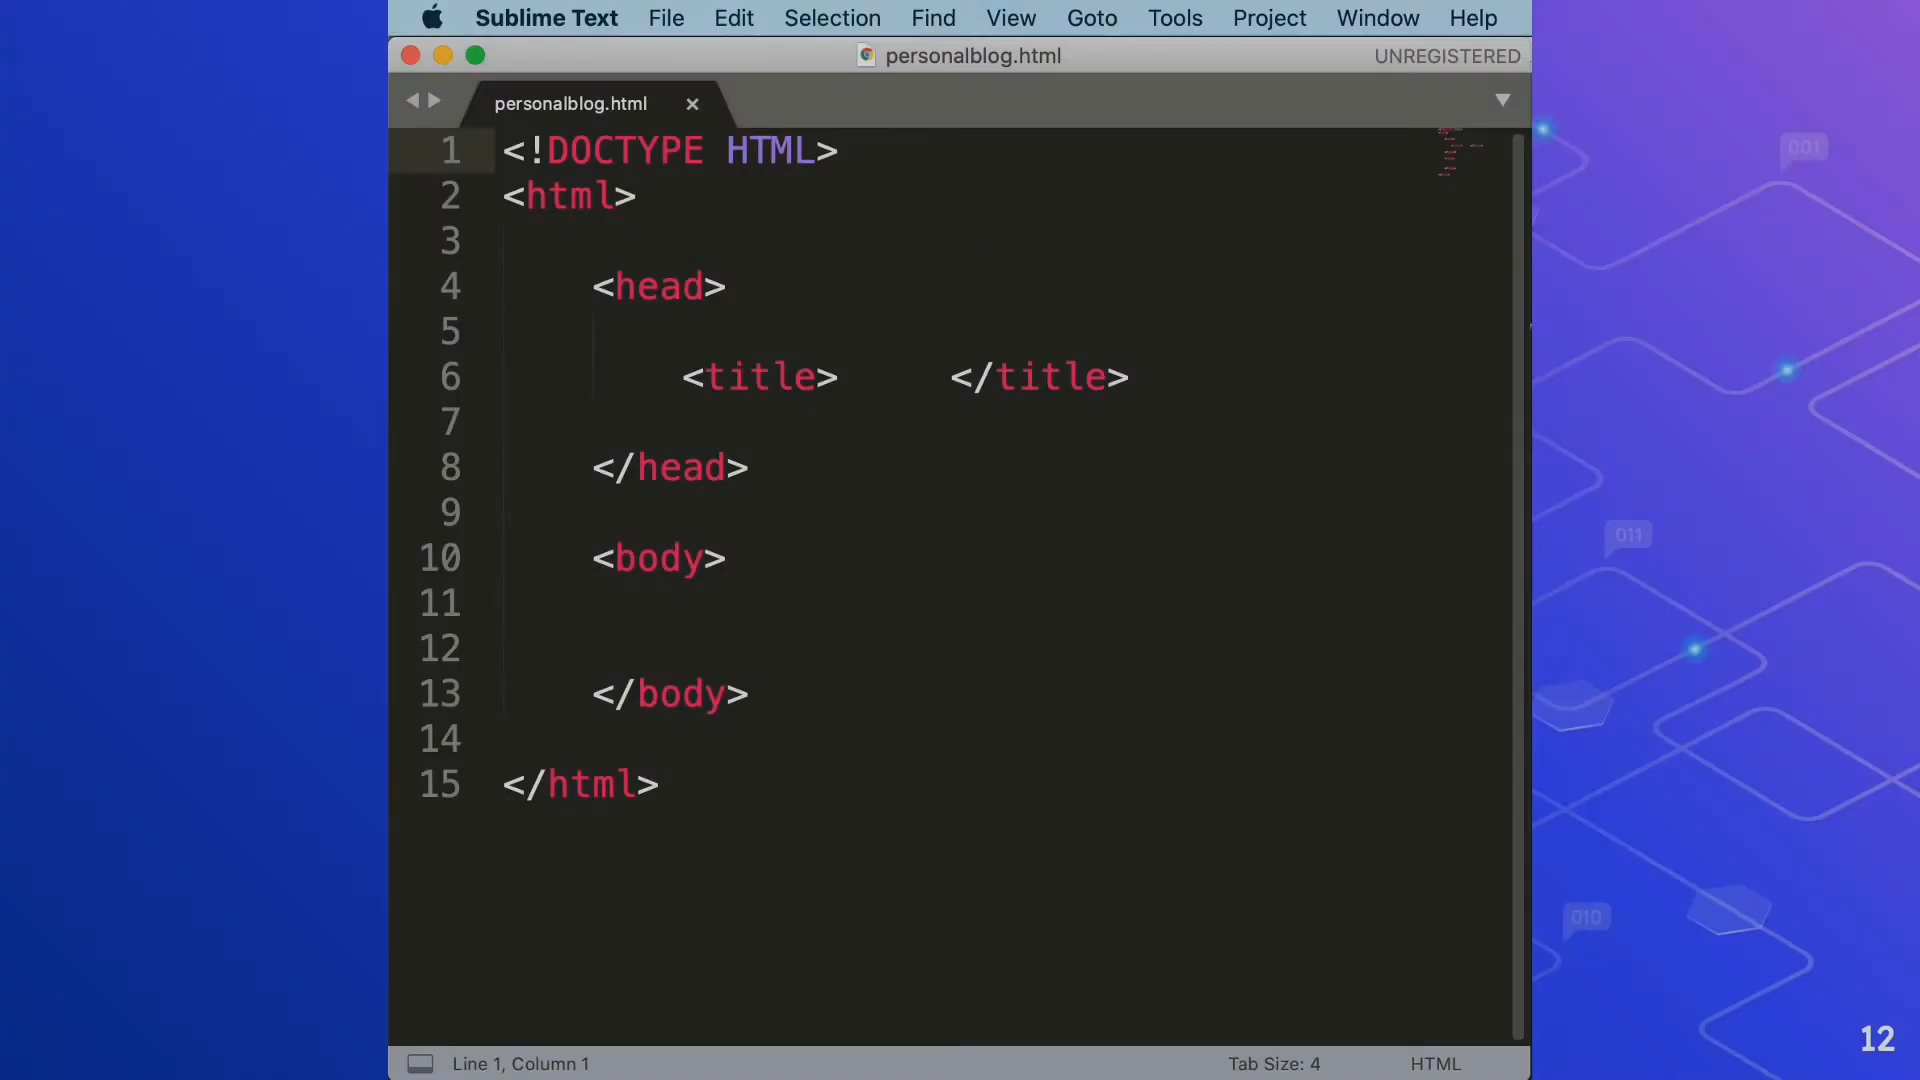 Sublime Text File Edit Selection Find View Goto Tools Project Window Help
personalblog.html UNREGISTERED
personalblog.html ×
1 <!DOCTYPE HTML>
2 <html>
3
4 <head>
5
6 <title> </title>
7
8 </head>
9
10 <body>
11
12
13 </body>
14
15 </html>
Line 1, Column 1 Tab Size: 4 HTML
001
011
010
12